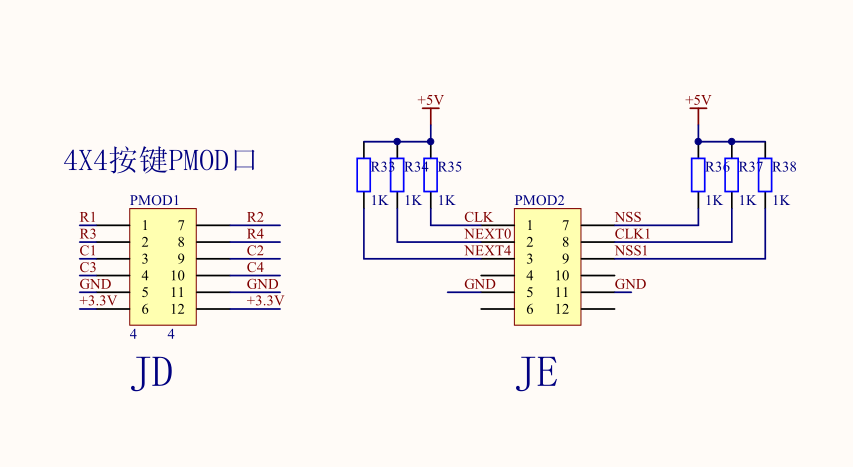 +5V
+5V
4X4按键PMOD口
R33
R34
R35
R36
R37
R38
1K
1K
1K
1K
1K
1K
PMOD1
R1 1 7 R2
R3 2 8 R4
C1 3 9 C2
C3 4 10 C4
GND 5 11 GND
+3.3V 6 12 +3.3V
4 4
JD
PMOD2
CLK 1 7 NSS
NEXT0 2 8 CLK1
NEXT4 3 9 NSS1
4 10
GND 5 11 GND
6 12
JE